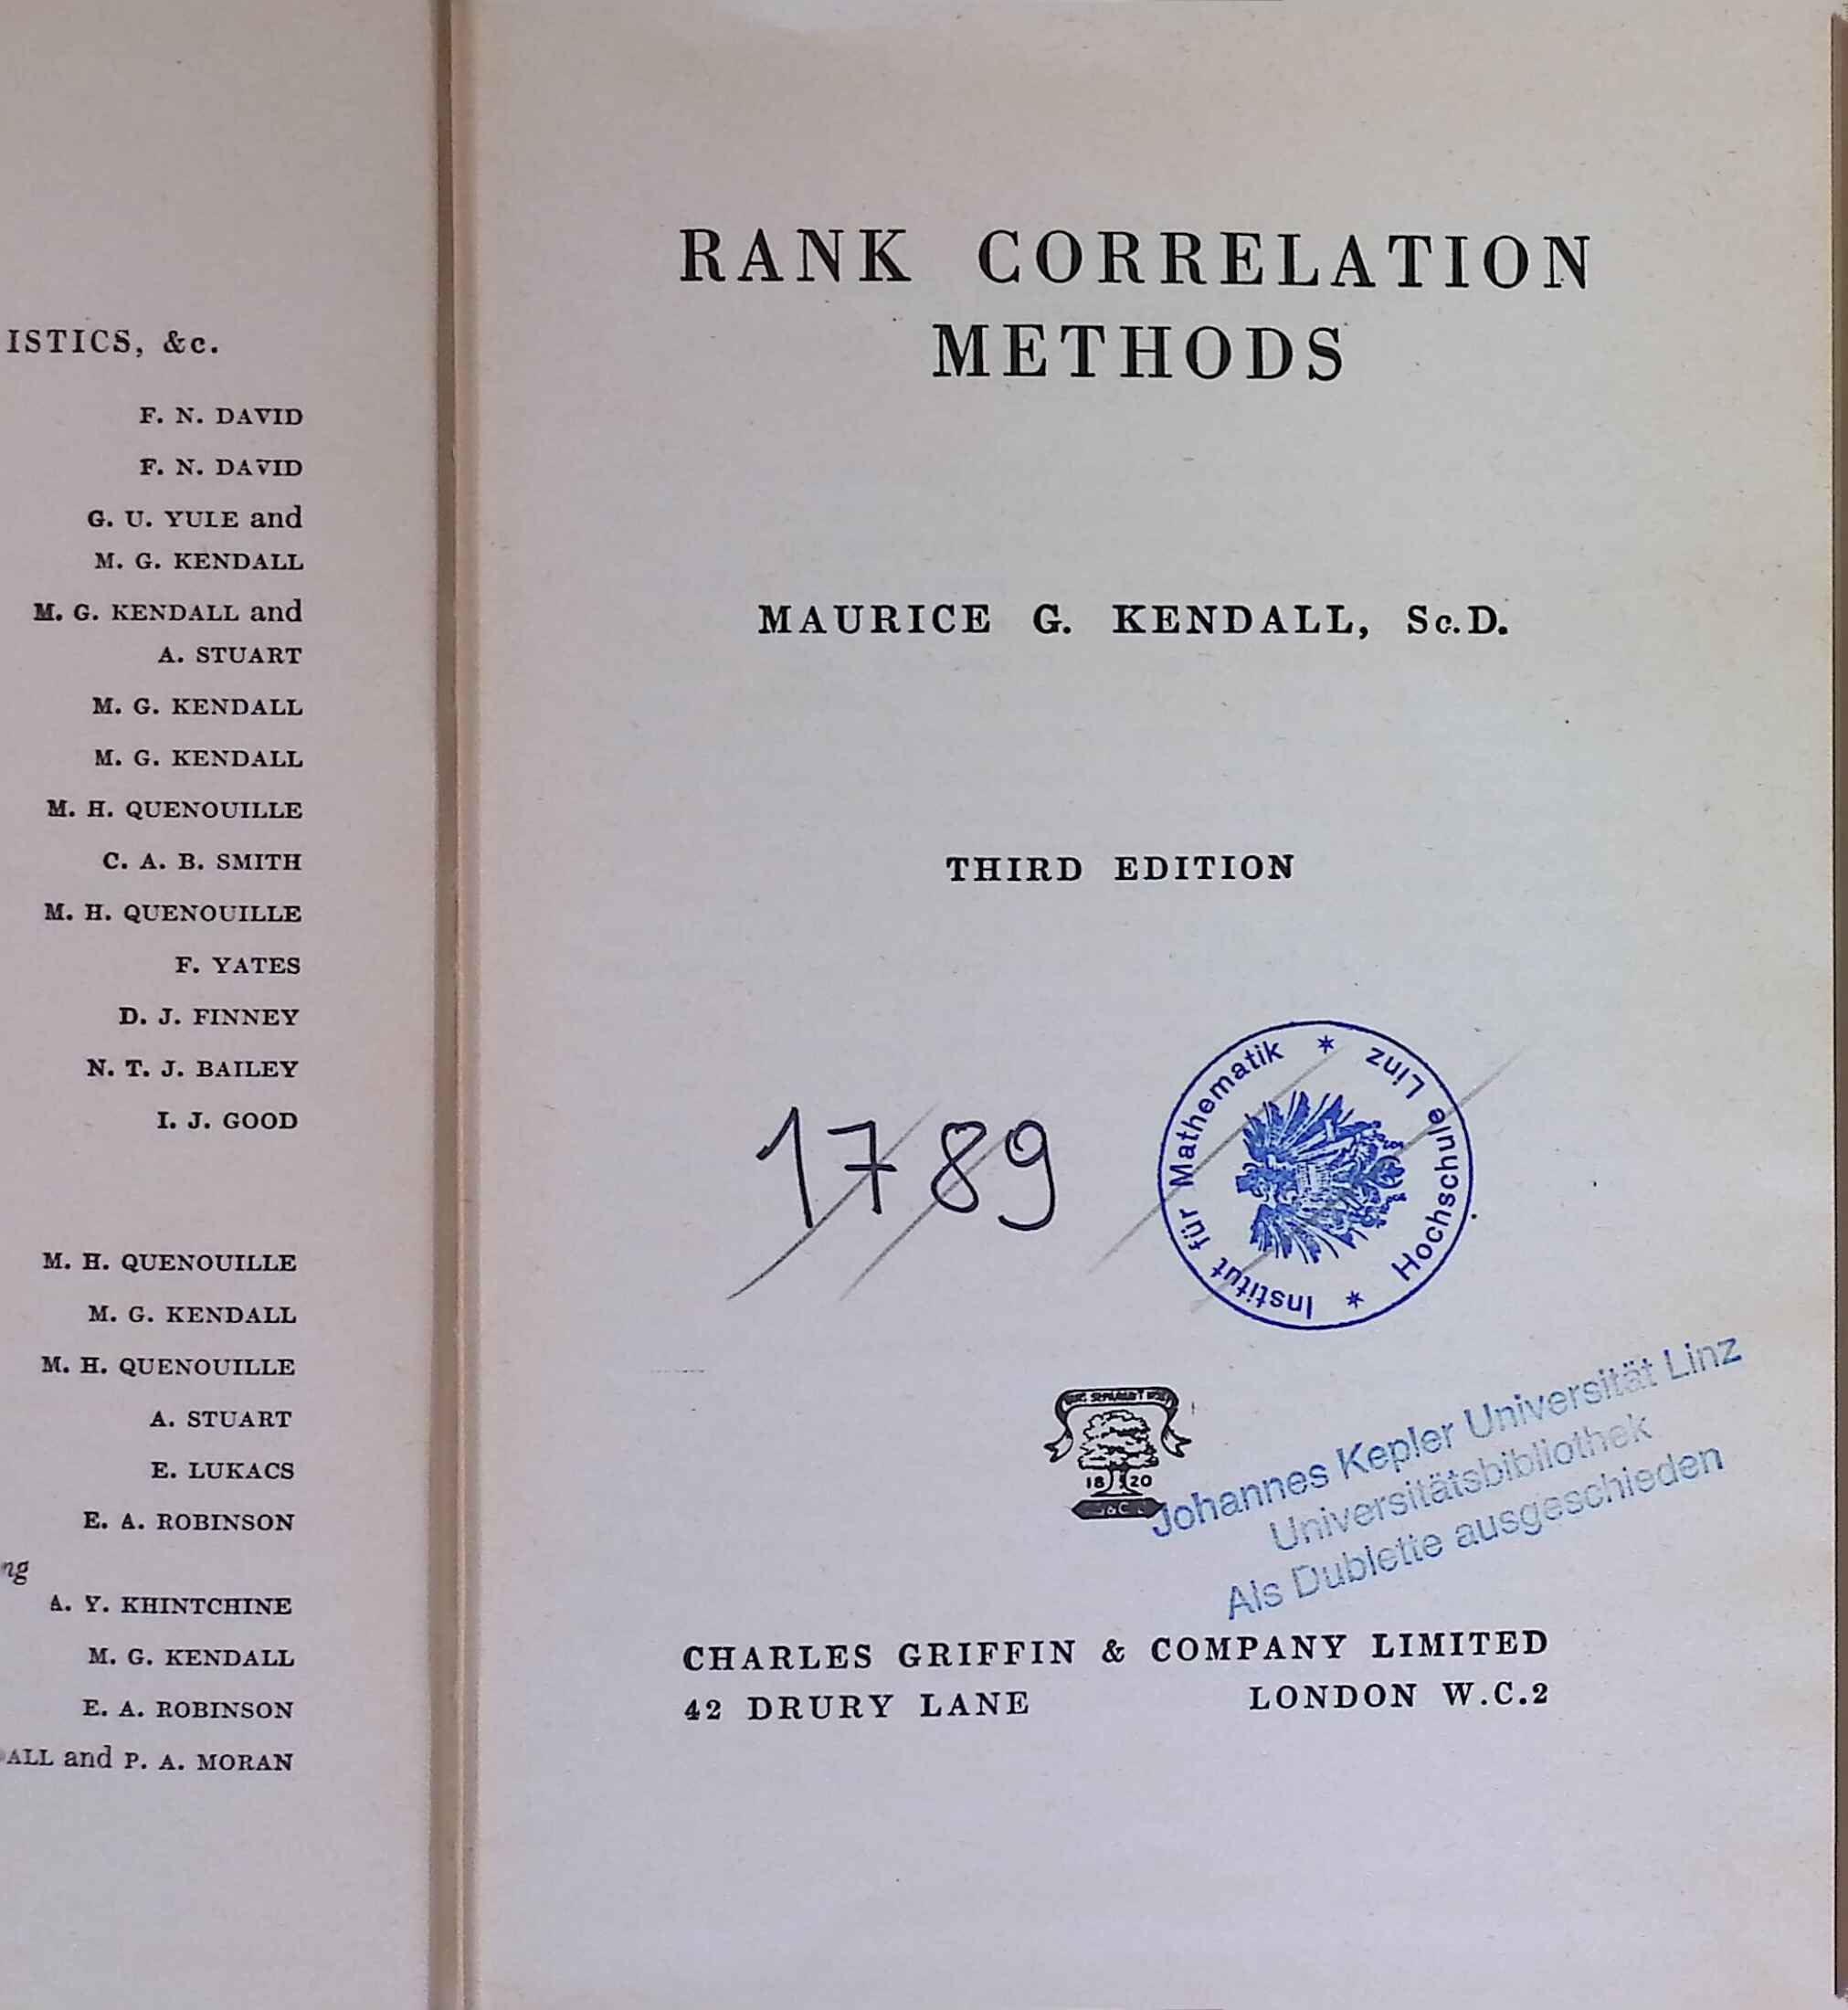 ISTICS, &c.
F. N. DAVID
F. N. DAVID
G. U. YULE and
M. G. KENDALL
M. G. KENDALL and
A. STUART
M. G. KENDALL
M. G. KENDALL
M. H. QUENOUILLE
C. A. B. SMITH
M. H. QUENOUILLE
F. YATES
D. J. FINNEY
N. T. J. BAILEY
I. J. GOOD
M. H. QUENOUILLE
M. G. KENDALL
M. H. QUENOUILLE
A. STUART
E. LUKACS
E. A. ROBINSON
ng
A. Y. KHINTCHINE
M. G. KENDALL
E. A. ROBINSON
ALL and P. A. MORAN
RANK CORRELATION
METHODS
MAURICE G. KENDALL, Sc.D.
THIRD EDITION
1789
Institut für Mathematik * Hochschule Linz *
1820
Johannes Kepler Universität Linz
Universitätsbibliothek
Als Dublette ausgeschieden
CHARLES GRIFFIN & COMPANY LIMITED
42 DRURY LANE LONDON W.C.2